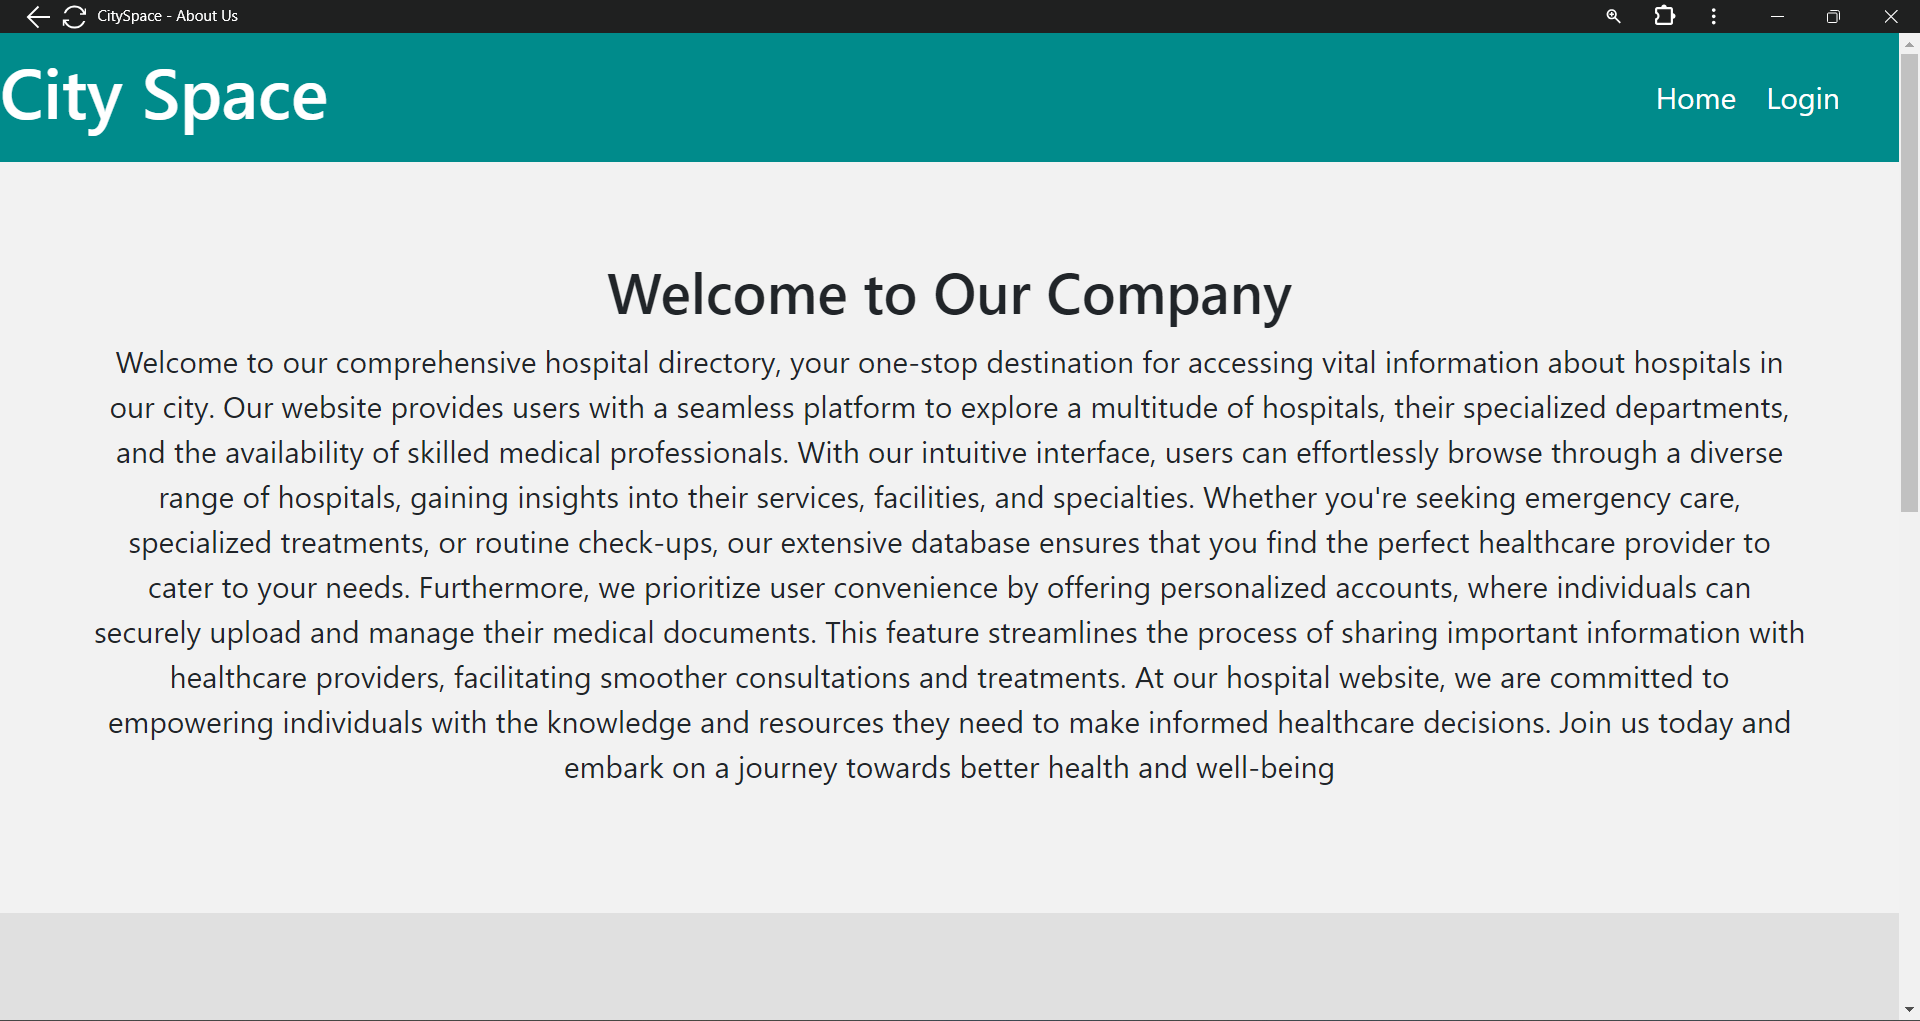 CitySpace - About Us
City Space
Home Login
Welcome to Our Company
Welcome to our comprehensive hospital directory, your one-stop destination for accessing vital information about hospitals in
our city. Our website provides users with a seamless platform to explore a multitude of hospitals, their specialized departments,
and the availability of skilled medical professionals. With our intuitive interface, users can effortlessly browse through a diverse
range of hospitals, gaining insights into their services, facilities, and specialties. Whether you're seeking emergency care,
specialized treatments, or routine check-ups, our extensive database ensures that you find the perfect healthcare provider to
cater to your needs. Furthermore, we prioritize user convenience by offering personalized accounts, where individuals can
securely upload and manage their medical documents. This feature streamlines the process of sharing important information with
healthcare providers, facilitating smoother consultations and treatments. At our hospital website, we are committed to
empowering individuals with the knowledge and resources they need to make informed healthcare decisions. Join us today and
embark on a journey towards better health and well-being